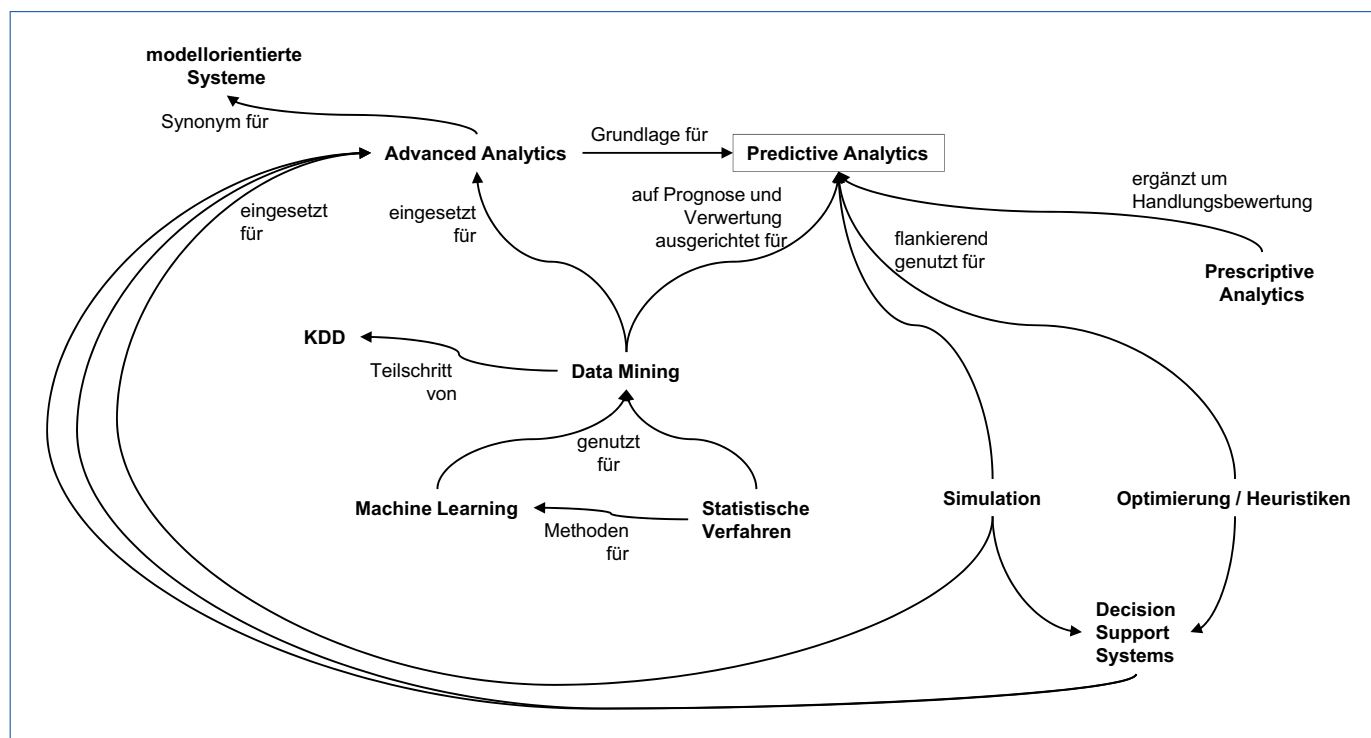 modellorientierte
Systeme
Synonym für
Advanced Analytics
Grundlage für
Predictive Analytics
eingesetzt
für
eingesetzt
für
auf Prognose und
Verwertung
ausgerichtet für
ergänzt um
Handlungsbewertung
flankierend
genutzt für
Prescriptive
Analytics
KDD
Teilschritt
von
Data Mining
genutzt
für
Machine Learning
Methoden
für
Statistische
Verfahren
Simulation
Optimierung / Heuristiken
Decision
Support
Systems